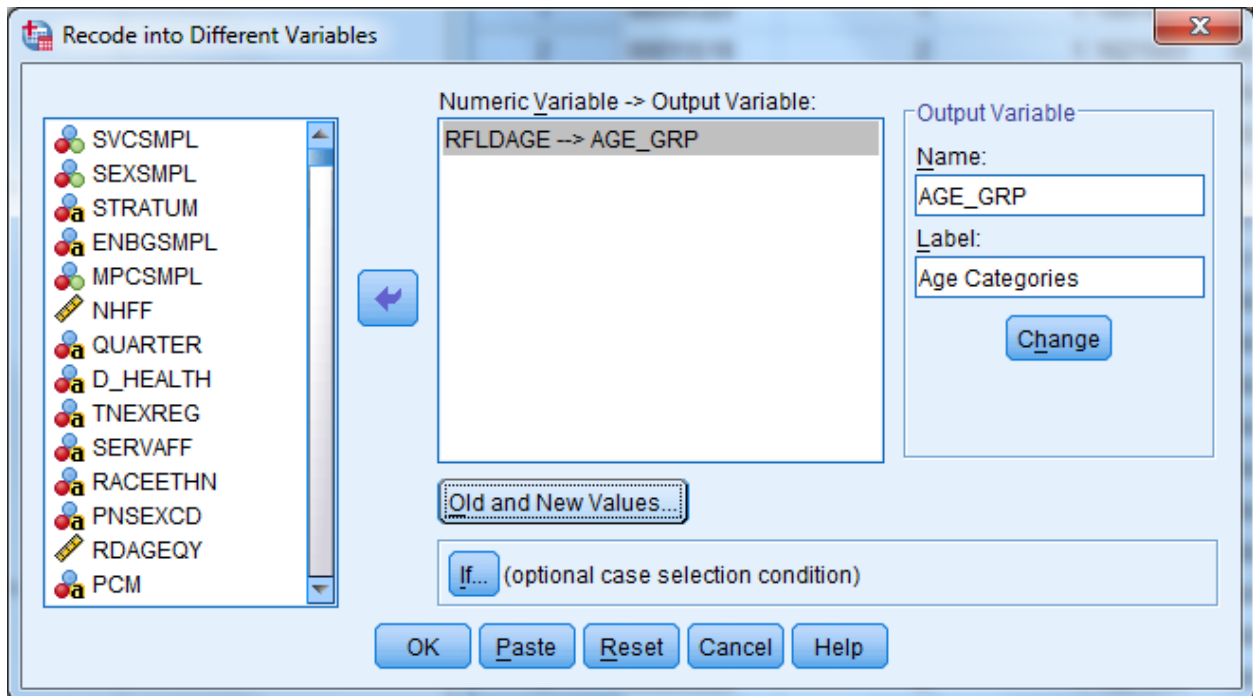 Recode into Different Variables
SVCSMPL
SEXSMPL
STRATUM
ENBGSMPL
MPCSMPL
NHFF
QUARTER
D_HEALTH
TNEXREG
SERVAFF
RACEETHN
PNSEXCD
RDAGEQY
PCM
Numeric Variable -> Output Variable:
RFLDAGE --> AGE_GRP
Output Variable
Name:
AGE_GRP
Label:
Age Categories
Change
Old and New Values...
If... (optional case selection condition)
OK Paste Reset Cancel Help